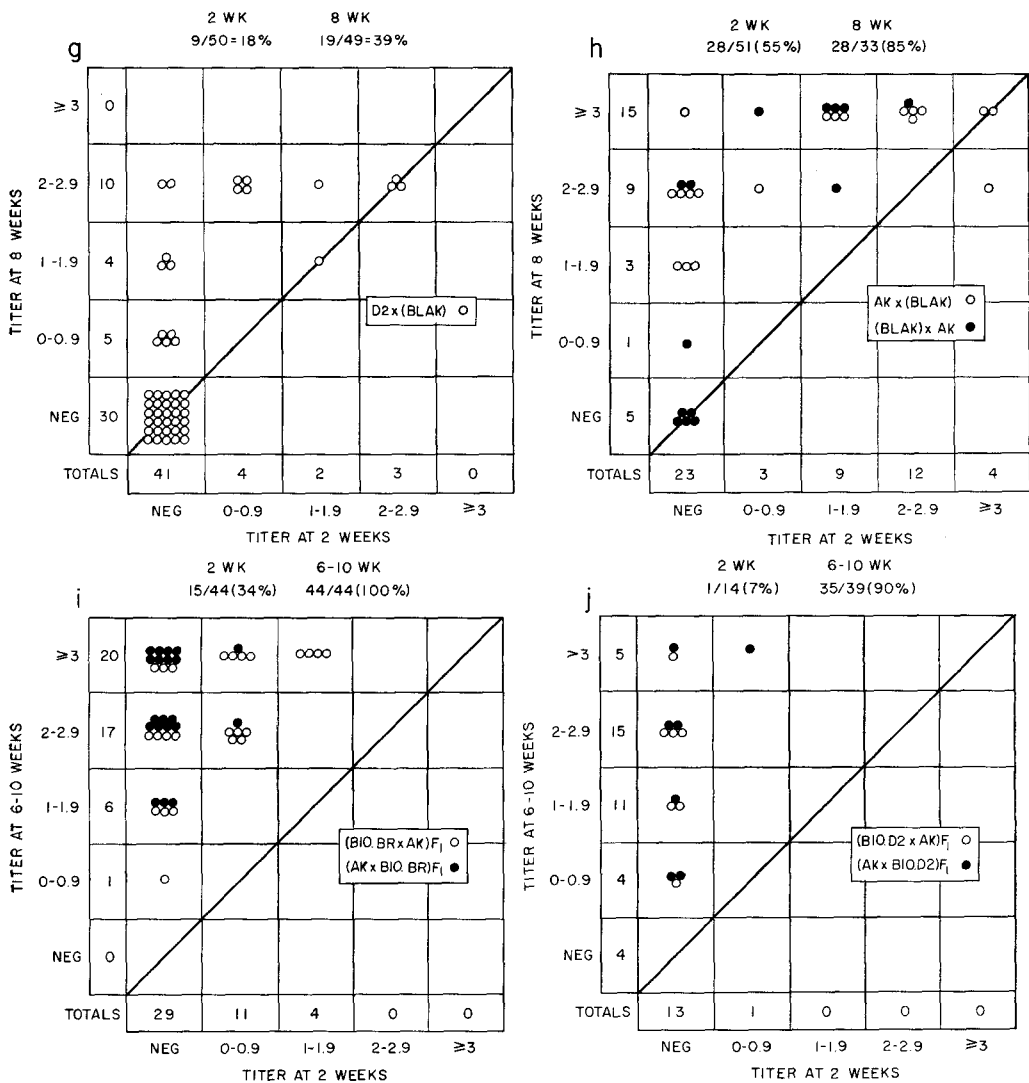 g
2 WK 8 WK
9/50=18% 19/49=39%
TITER AT 8 WEEKS
≥3 0
2-2.9 10
1-1.9 4
0-0.9 5
NEG 30
D2 x (BLAK) ○
TOTALS 41 4 2 3 0
NEG 0-0.9 1-1.9 2-2.9 ≥3
TITER AT 2 WEEKS
h
2 WK 8 WK
28/51(55%) 28/33(85%)
TITER AT 8 WEEKS
≥3 15
2-2.9 9
1-1.9 3
0-0.9 1
NEG 5
AK x (BLAK) ○
(BLAK) x AK ●
TOTALS 23 3 9 12 4
NEG 0-0.9 1-1.9 2-2.9 ≥3
TITER AT 2 WEEKS
i
2 WK 6-10 WK
15/44(34%) 44/44(100%)
TITER AT 6-10 WEEKS
≥3 20
2-2.9 17
1-1.9 6
0-0.9 1
NEG 0
(B10.BR x AK)F1 ○
(AK x B10.BR)F1 ●
TOTALS 29 11 4 0 0
NEG 0-0.9 1-1.9 2-2.9 ≥3
TITER AT 2 WEEKS
j
2 WK 6-10 WK
1/14(7%) 35/39(90%)
TITER AT 6-10 WEEKS
≥3 5
2-2.9 15
1-1.9 11
0-0.9 4
NEG 4
(B10.D2 x AK)F1 ○
(AK x B10.D2)F1 ●
TOTALS 13 1 0 0 0
NEG 0-0.9 1-1.9 2-2.9 ≥3
TITER AT 2 WEEKS